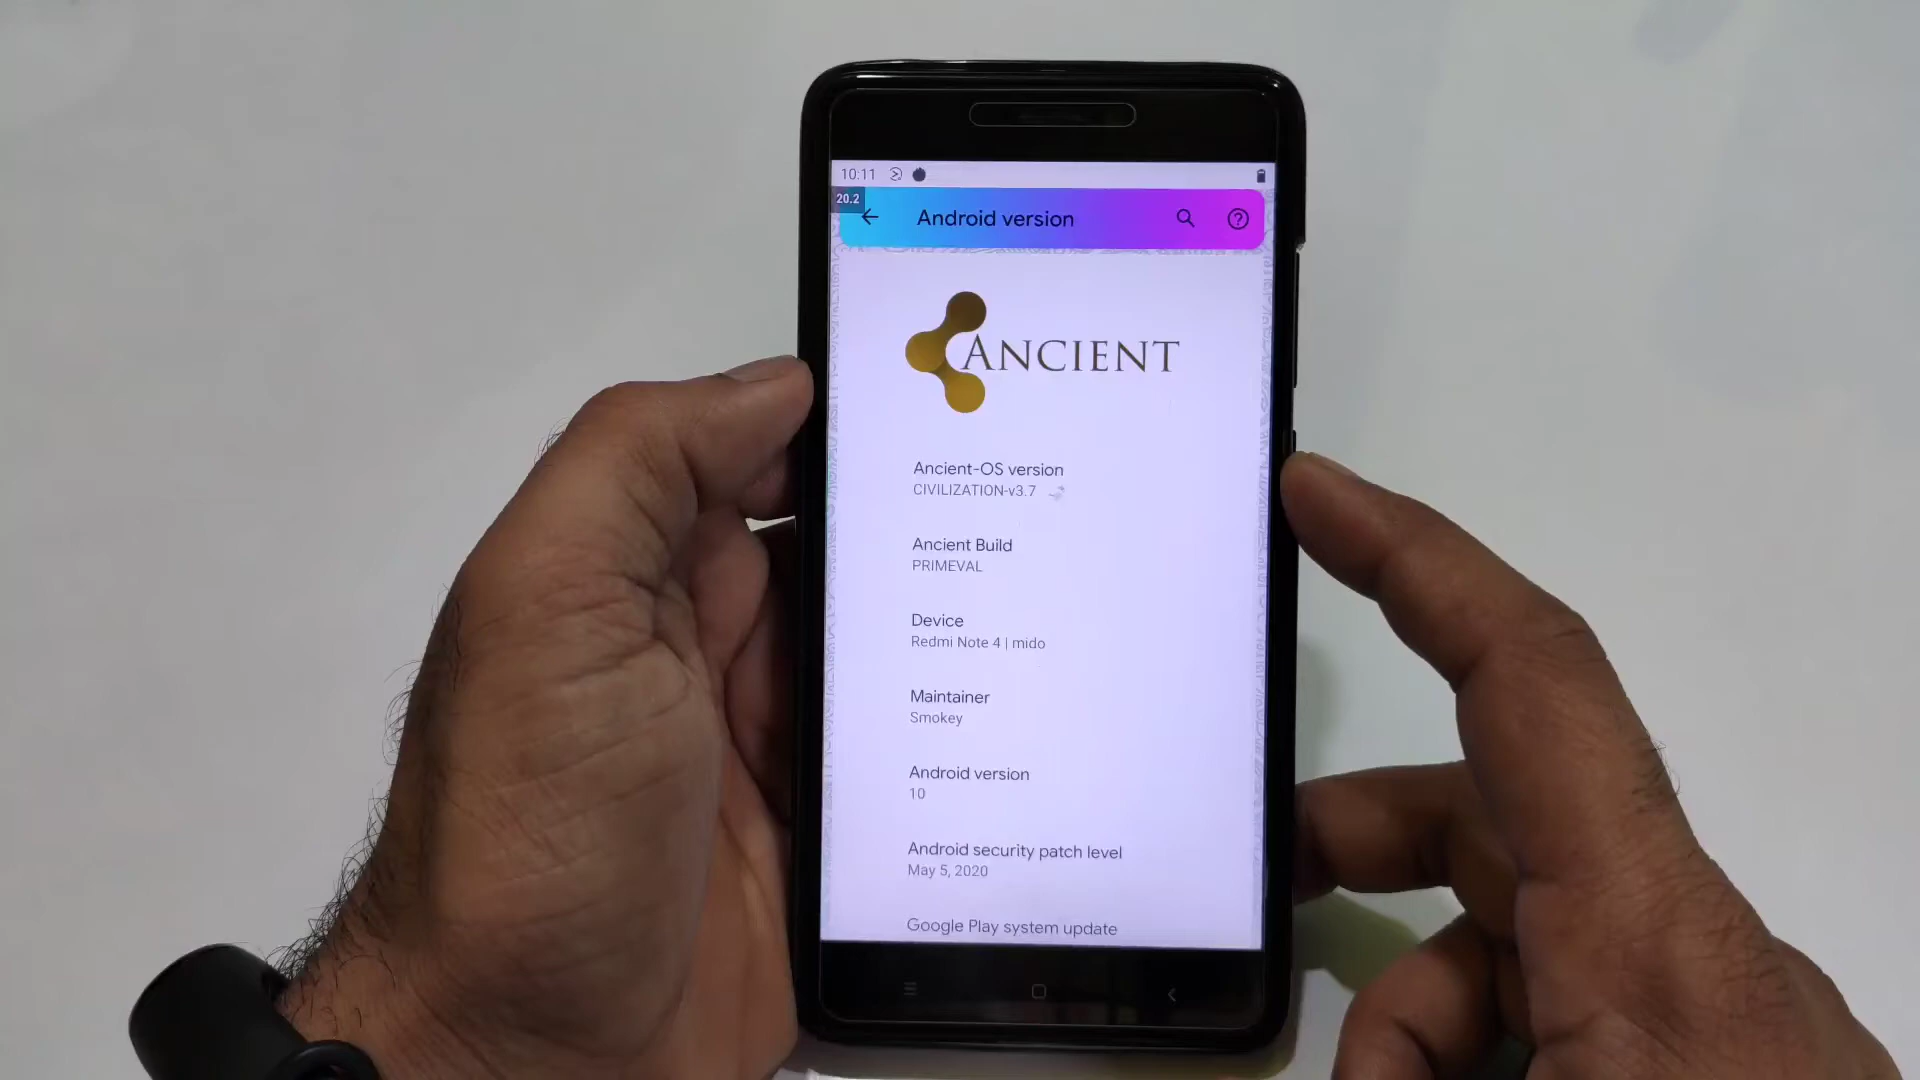 10:11
20.2
Android version
ANCIENT
Ancient-OS version
CIVILIZATION-v3.7
Ancient Build
PRIMEVAL
Device
Redmi Note 4 | mido
Maintainer
Smokey
Android version
10
Android security patch level
May 5, 2020
Google Play system update